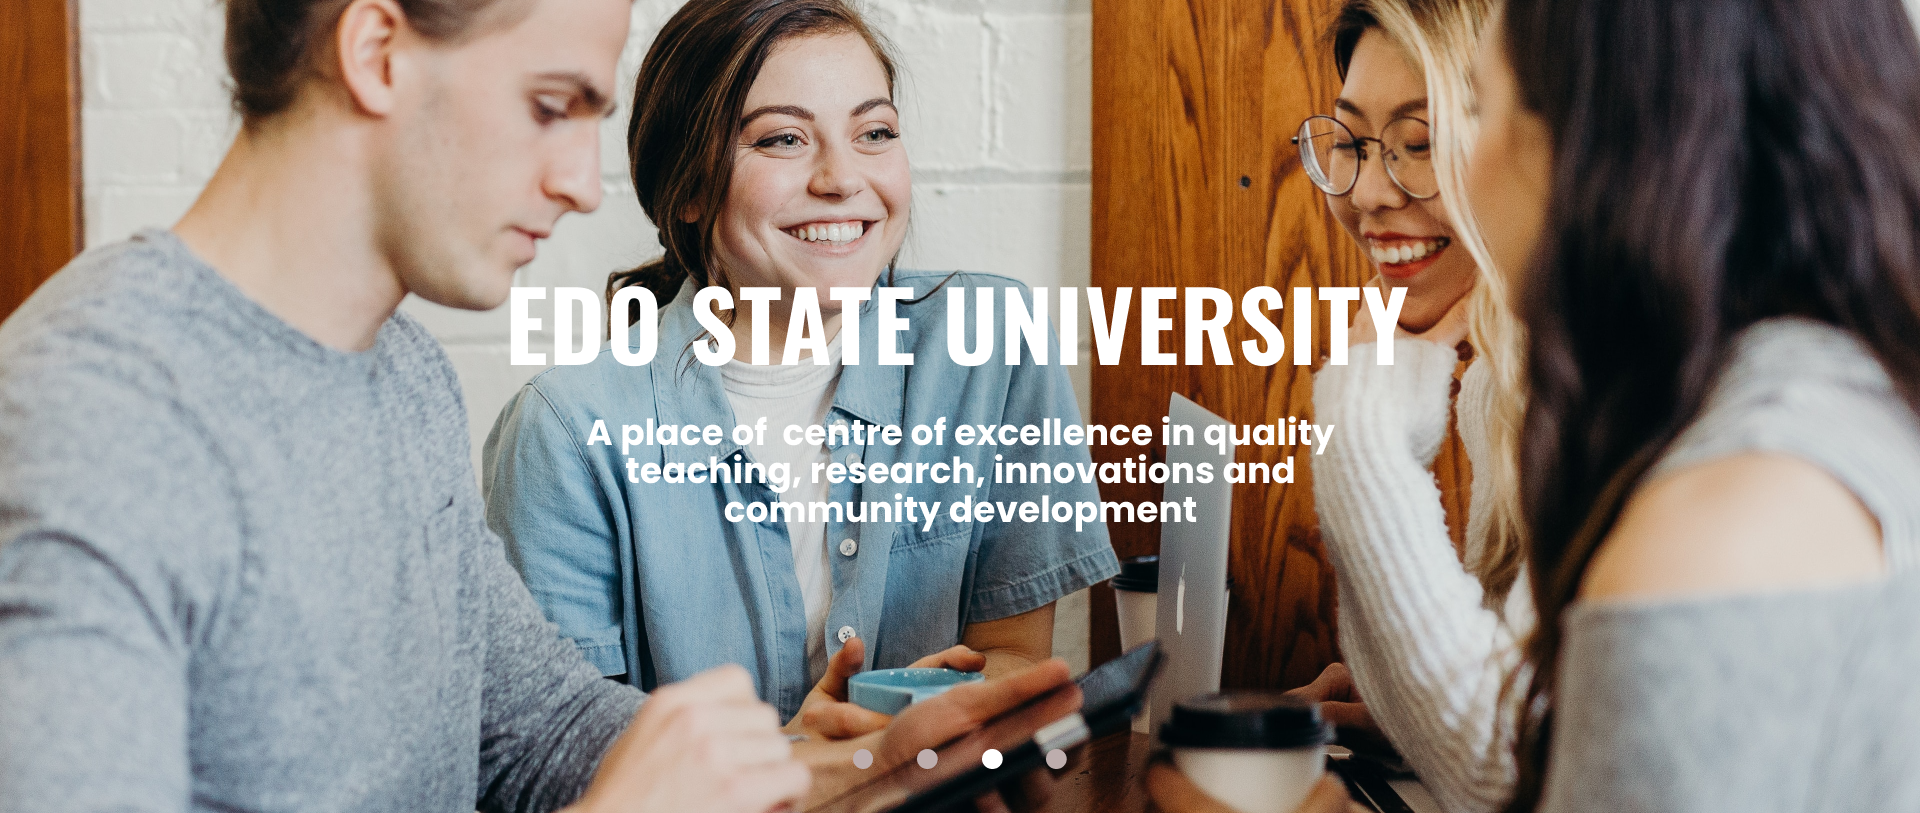 EDO STATE UNIVERSITY
A place of  centre of excellence in quality
teaching, research, innovations and
community development